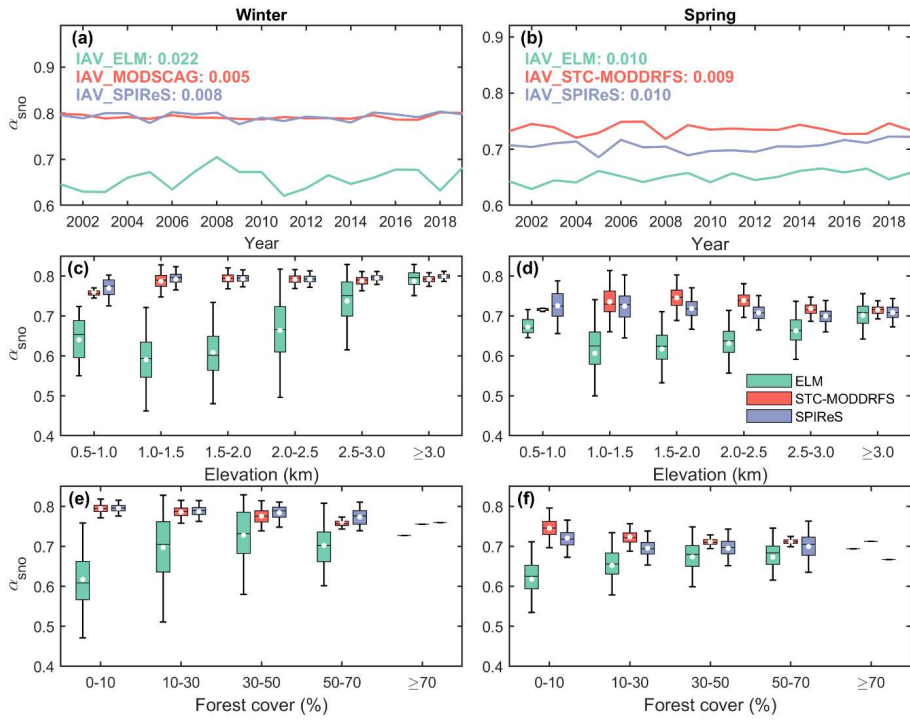 Winter
Spring
(a)
IAV_ELM: 0.022
IAV_MODSCAG: 0.005
IAV_SPIReS: 0.008
0.9
0.8
0.7
0.6
αsno
2002 2004 2006 2008 2010 2012 2014 2016 2018
Year
(b)
IAV_ELM: 0.010
IAV_STC-MODDRFS: 0.009
IAV_SPIReS: 0.010
0.9
0.8
0.7
0.6
2002 2004 2006 2008 2010 2012 2014 2016 2018
Year
(c)
0.8
0.7
0.6
0.5
0.4
αsno
0.5-1.0 1.0-1.5 1.5-2.0 2.0-2.5 2.5-3.0 ≥3.0
Elevation (km)
(d)
0.8
0.7
0.6
0.5
0.4
ELM
STC-MODDRFS
SPIReS
0.5-1.0 1.0-1.5 1.5-2.0 2.0-2.5 2.5-3.0 ≥3.0
Elevation (km)
(e)
0.8
0.7
0.6
0.5
0.4
αsno
0-10 10-30 30-50 50-70 ≥70
Forest cover (%)
(f)
0.8
0.7
0.6
0.5
0.4
0-10 10-30 30-50 50-70 ≥70
Forest cover (%)